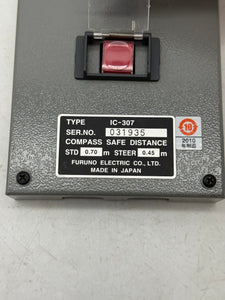 TYPE IC-307
SER.NO. 031935
COMPASS SAFE DISTANCE
STD 0.70 m STEER 0.45 m
FURUNO ELECTRIC CO., LTD.
MADE IN JAPAN
10
2010